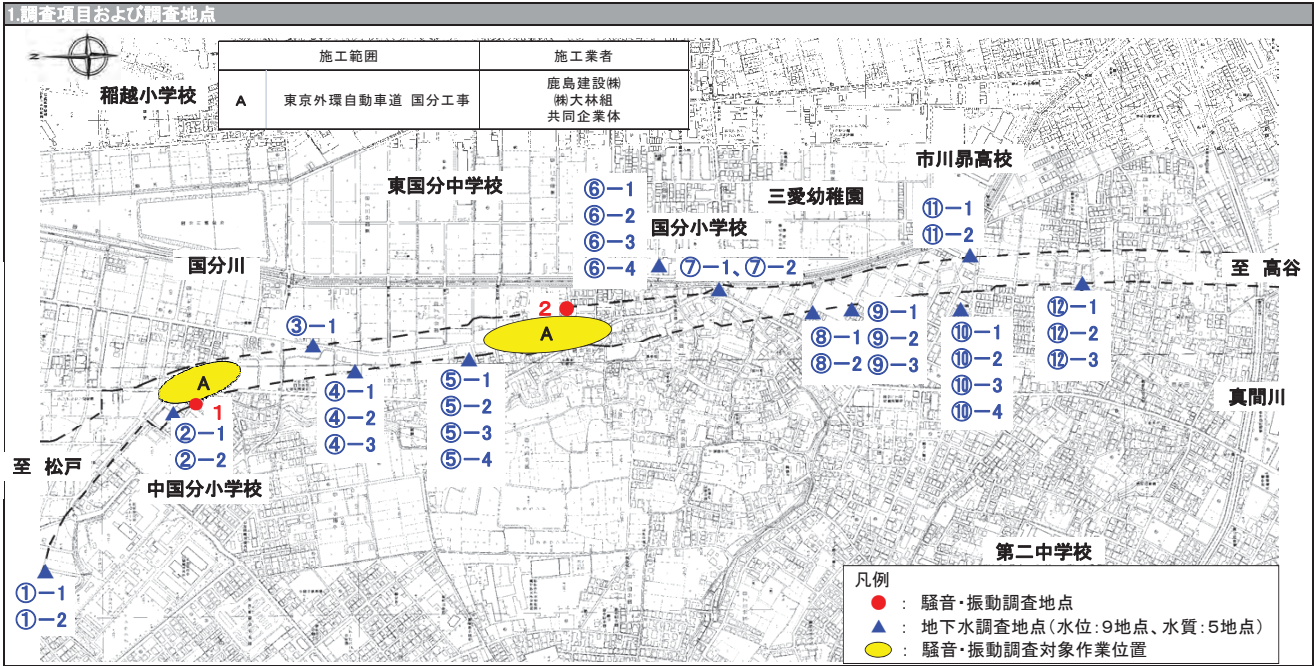 1.調査項目および調査地点
N
施工範囲 施工業者
A 東京外環自動車道 国分工事
鹿島建設㈱
㈱大林組
共同企業体
稲越小学校
東国分中学校
市川昴高校
三愛幼稚園
国分小学校
国分川
至 高谷
真間川
至 松戸
中国分小学校
第二中学校
⑥-1
⑥-2
⑥-3
⑥-4
⑦-1、⑦-2
⑪-1
⑪-2
③-1
2
A
A
1
②-1
②-2
④-1
④-2
④-3
⑤-1
⑤-2
⑤-3
⑤-4
⑧-1
⑧-2
⑨-1
⑨-2
⑨-3
⑩-1
⑩-2
⑩-3
⑩-4
⑫-1
⑫-2
⑫-3
①-1
①-2
凡例
: 騒音・振動調査地点
: 地下水調査地点(水位:9地点、水質:5地点)
: 騒音・振動調査対象作業位置